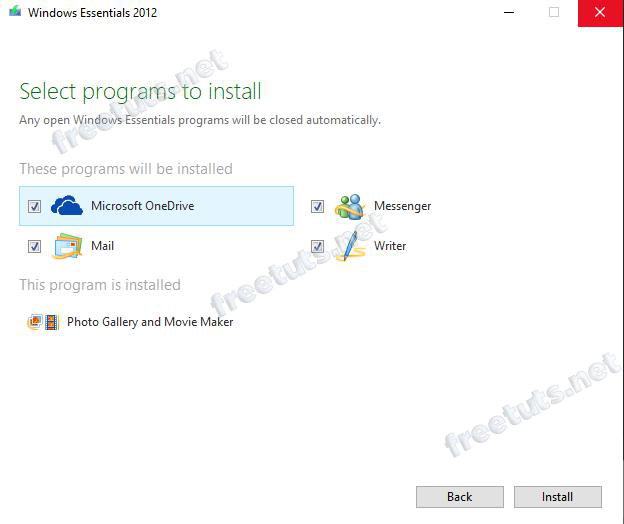 Windows Essentials 2012
Select programs to install
Any open Windows Essentials programs will be closed automatically.
These programs will be installed
Microsoft OneDrive
Messenger
Mail
Writer
This program is installed
Photo Gallery and Movie Maker
Back
Install
freetuts.net
freetuts.net
freetuts.net